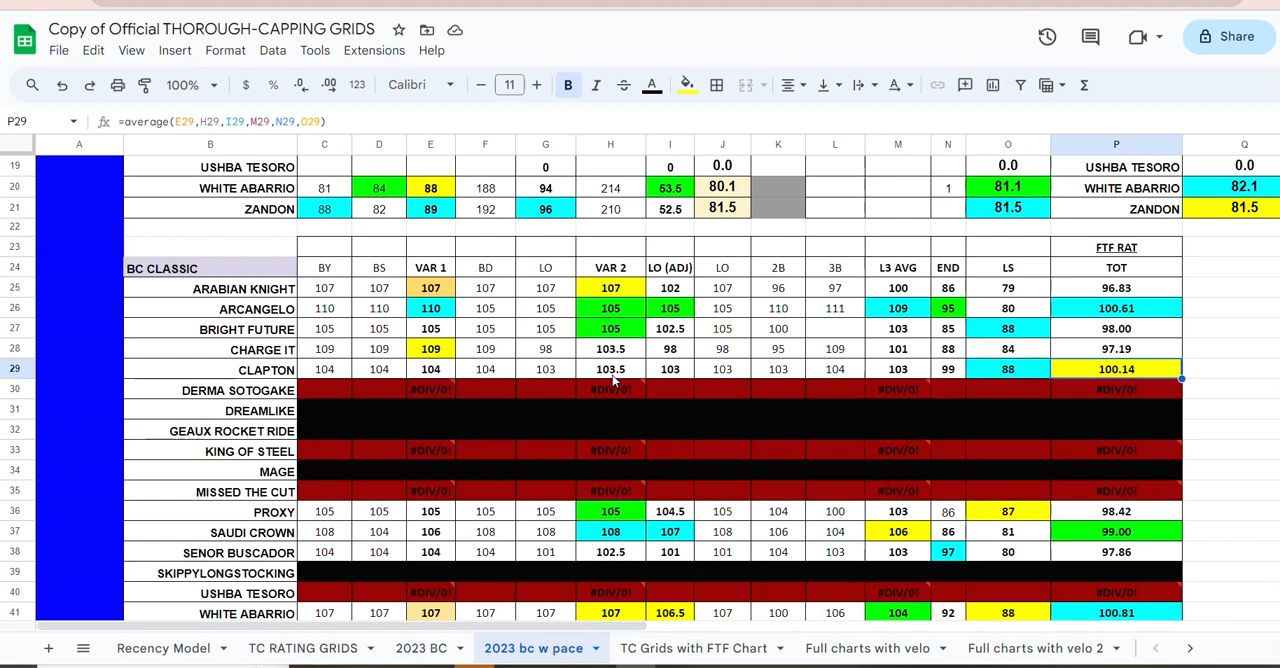 Copy of Official THOROUGH-CAPPING GRIDS
File Edit View Insert Format Data Tools Extensions Help
Share
100% $ % .0 .00 123 Calibri 11 B I A
P29 fx =average(E29,H29,I29,M29,N29,O29)
A B C D E F G H I J K L M N O P Q
19 USHBA TESORO 0 0 0.0 0.0 USHBA TESORO 0.0
20 WHITE ABARRIO 81 84 88 188 94 214 53.5 80.1 1 81.1 WHITE ABARRIO 82.1
21 ZANDON 88 82 89 192 96 210 52.5 81.5 81.5 ZANDON 81.5
22
23 FTF RAT
24 BC CLASSIC BY BS VAR 1 BD LO VAR 2 LO (ADJ) LO 2B 3B L3 AVG END LS TOT
25 ARABIAN KNIGHT 107 107 107 107 107 107 102 107 96 97 100 86 79 96.83
26 ARCANGELO 110 110 110 105 105 105 105 105 110 111 109 95 80 100.61
27 BRIGHT FUTURE 105 105 105 105 105 105 102.5 105 100 103 85 88 98.00
28 CHARGE IT 109 109 109 109 98 103.5 98 98 95 109 101 88 84 97.19
29 CLAPTON 104 104 104 104 103 103.5 103 103 103 104 103 99 88 100.14
30 DERMA SOTOGAKE #DIV/0! #DIV/0! #DIV/0! #DIV/0!
31 DREAMLIKE
32 GEAUX ROCKET RIDE
33 KING OF STEEL #DIV/0! #DIV/0! #DIV/0! #DIV/0!
34 MAGE
35 MISSED THE CUT #DIV/0! #DIV/0! #DIV/0! #DIV/0!
36 PROXY 105 105 105 105 105 105 104.5 105 104 100 103 86 87 98.42
37 SAUDI CROWN 108 104 106 108 108 108 107 108 106 104 106 86 81 99.00
38 SENOR BUSCADOR 104 104 104 104 101 102.5 101 101 104 103 103 97 80 97.86
39 SKIPPYLONGSTOCKING
40 USHBA TESORO #DIV/0! #DIV/0! #DIV/0! #DIV/0!
41 WHITE ABARRIO 107 107 107 107 107 107 106.5 107 100 106 104 92 88 100.81
Recency Model TC RATING GRIDS 2023 BC 2023 bc w pace TC Grids with FTF Chart Full charts with velo Full charts with velo 2